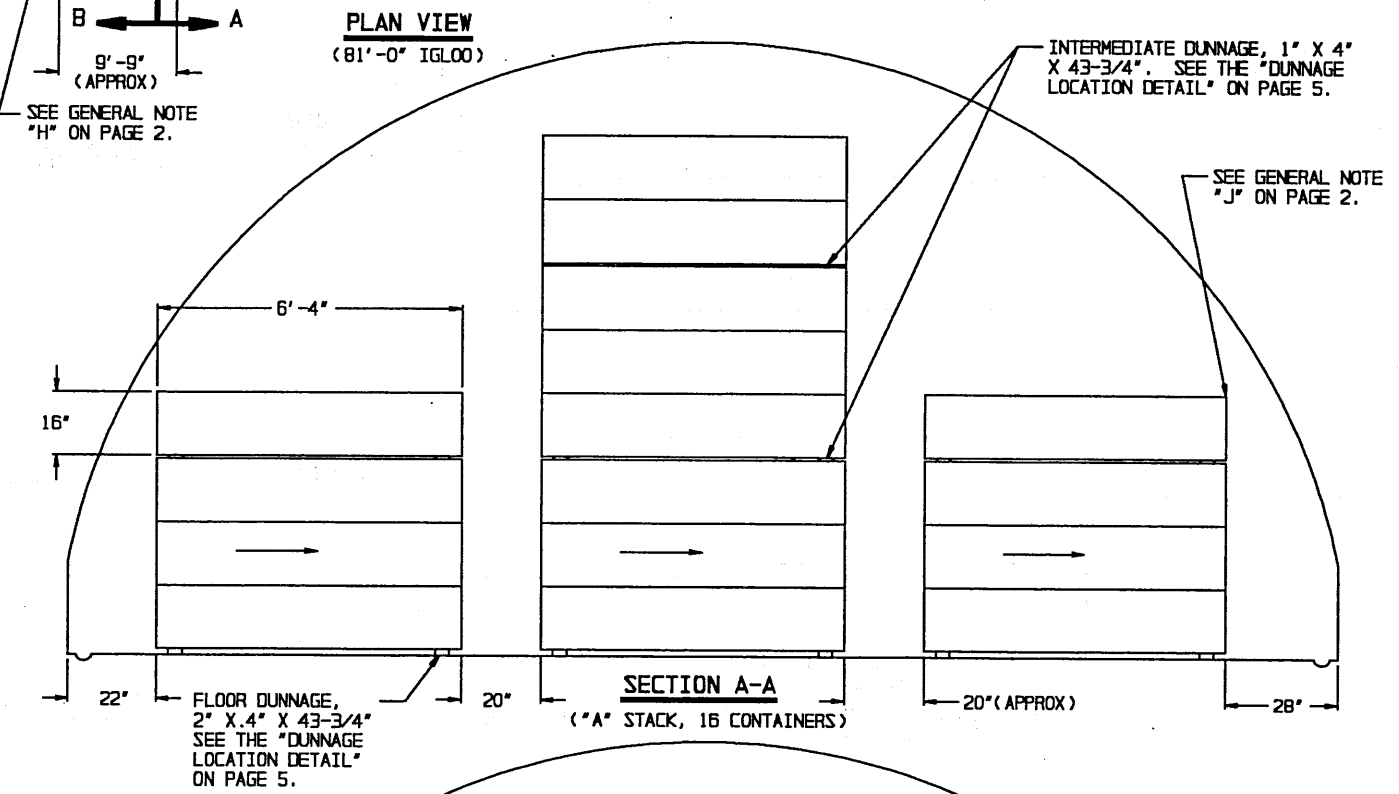 B A
9'-9"
(APPROX)
SEE GENERAL NOTE
"H" ON PAGE 2.
PLAN VIEW
(81'-0" IGLOO)
INTERMEDIATE DUNNAGE, 1" X 4"
X 43-3/4". SEE THE "DUNNAGE
LOCATION DETAIL" ON PAGE 5.
SEE GENERAL NOTE
"J" ON PAGE 2.
6'-4"
16"
22"
FLOOR DUNNAGE,
2" X.4" X 43-3/4"
SEE THE "DUNNAGE
LOCATION DETAIL"
ON PAGE 5.
20"
SECTION A-A
("A" STACK, 16 CONTAINERS)
20"(APPROX)
28"